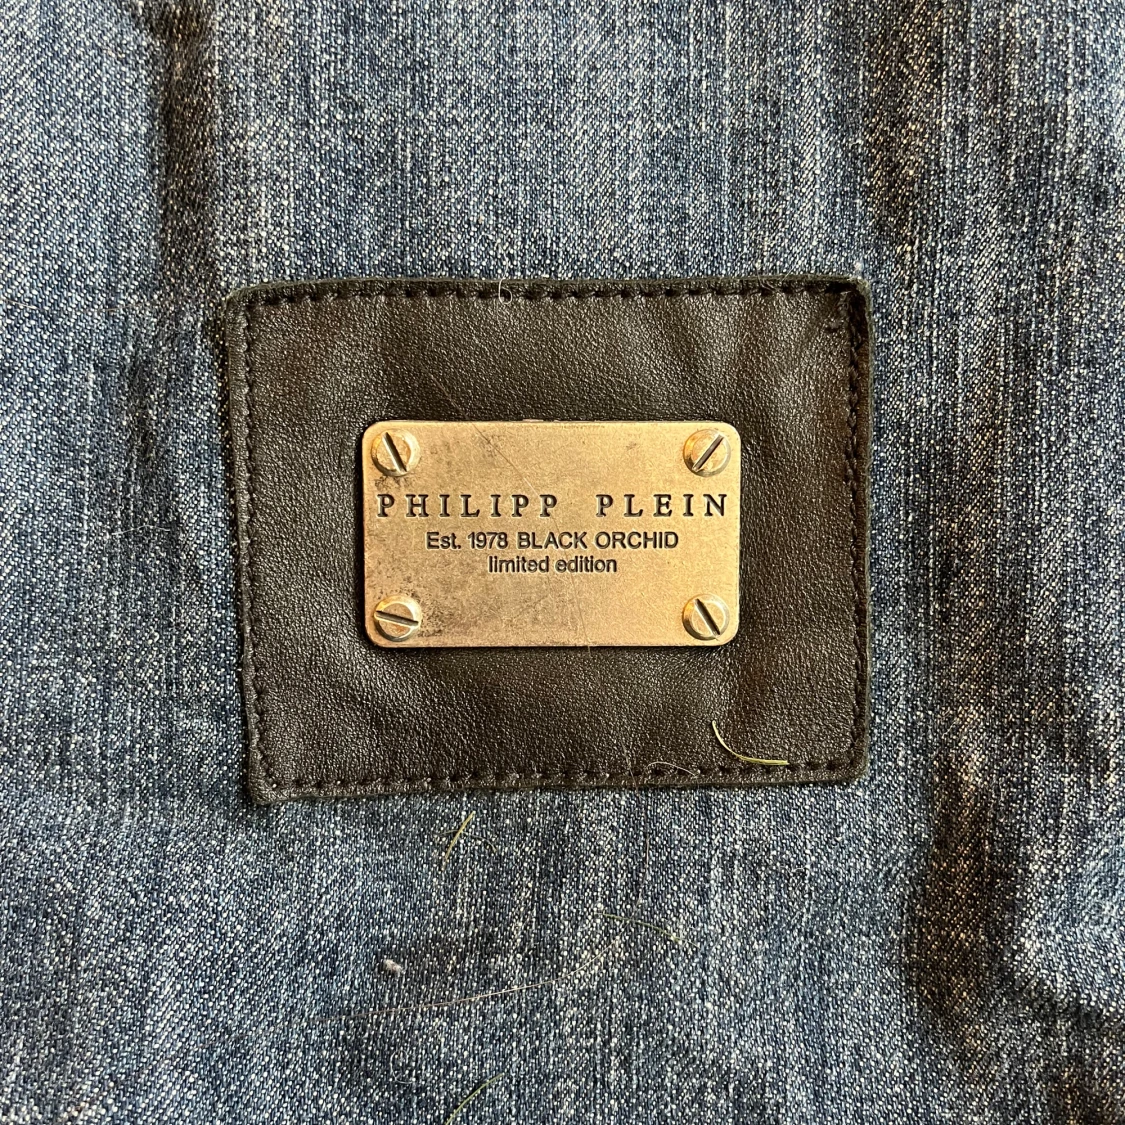 PHILIPP PLEIN
Est. 1978 BLACK ORCHID
limited edition